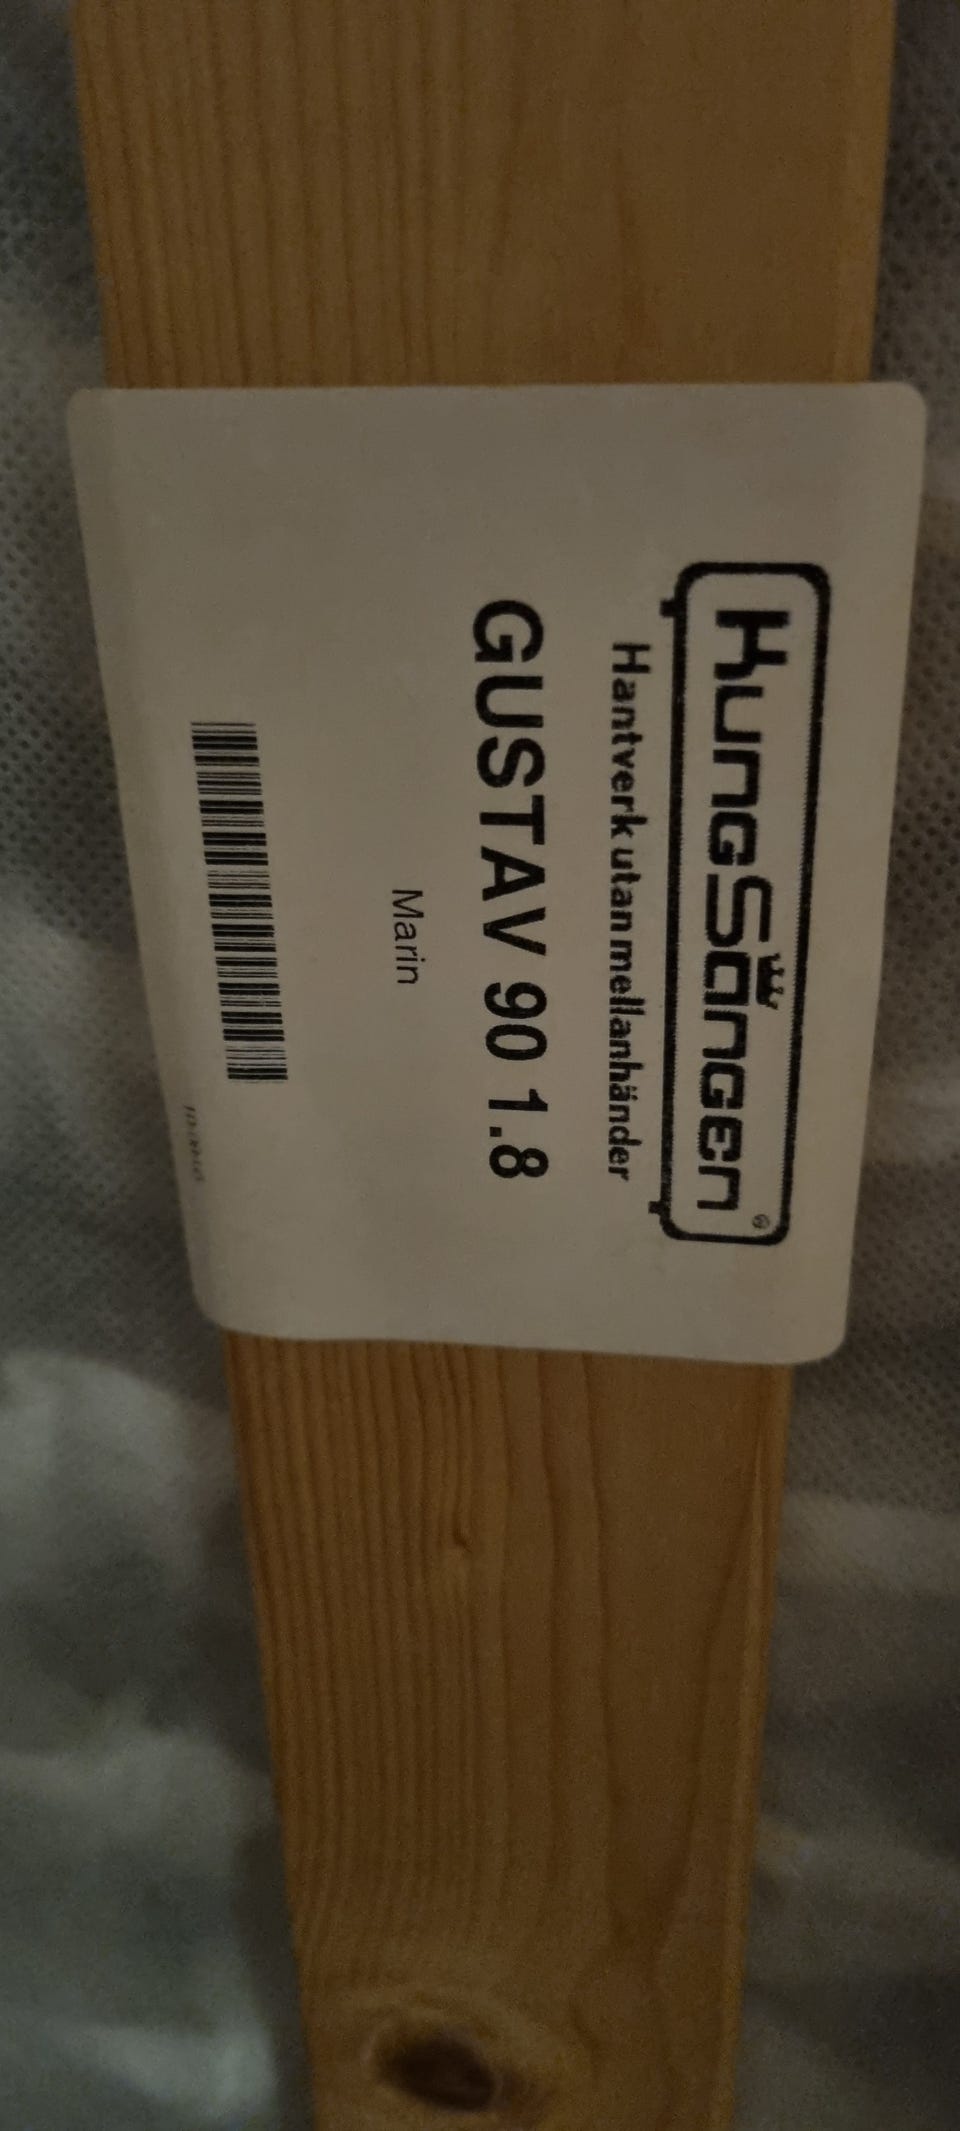 KungSängen ®
Hantverk utan mellanhänder
GUSTAV 90 1.8
Marin